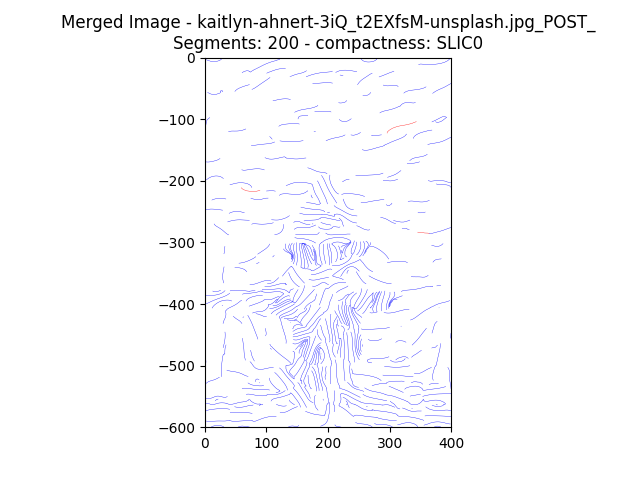 Merged Image - kaitlyn-ahnert-3iQ_t2EXfsM-unsplash.jpg_POST_
Segments: 200 - compactness: SLIC0
0
−100
−200
−300
−400
−500
−600
0 100 200 300 400